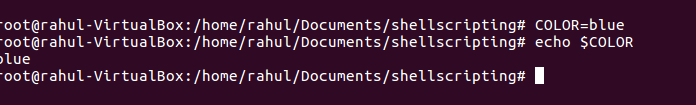 root@rahul-VirtualBox:/home/rahul/Documents/shellscripting# COLOR=blue
root@rahul-VirtualBox:/home/rahul/Documents/shellscripting# echo $COLOR
blue
root@rahul-VirtualBox:/home/rahul/Documents/shellscripting#